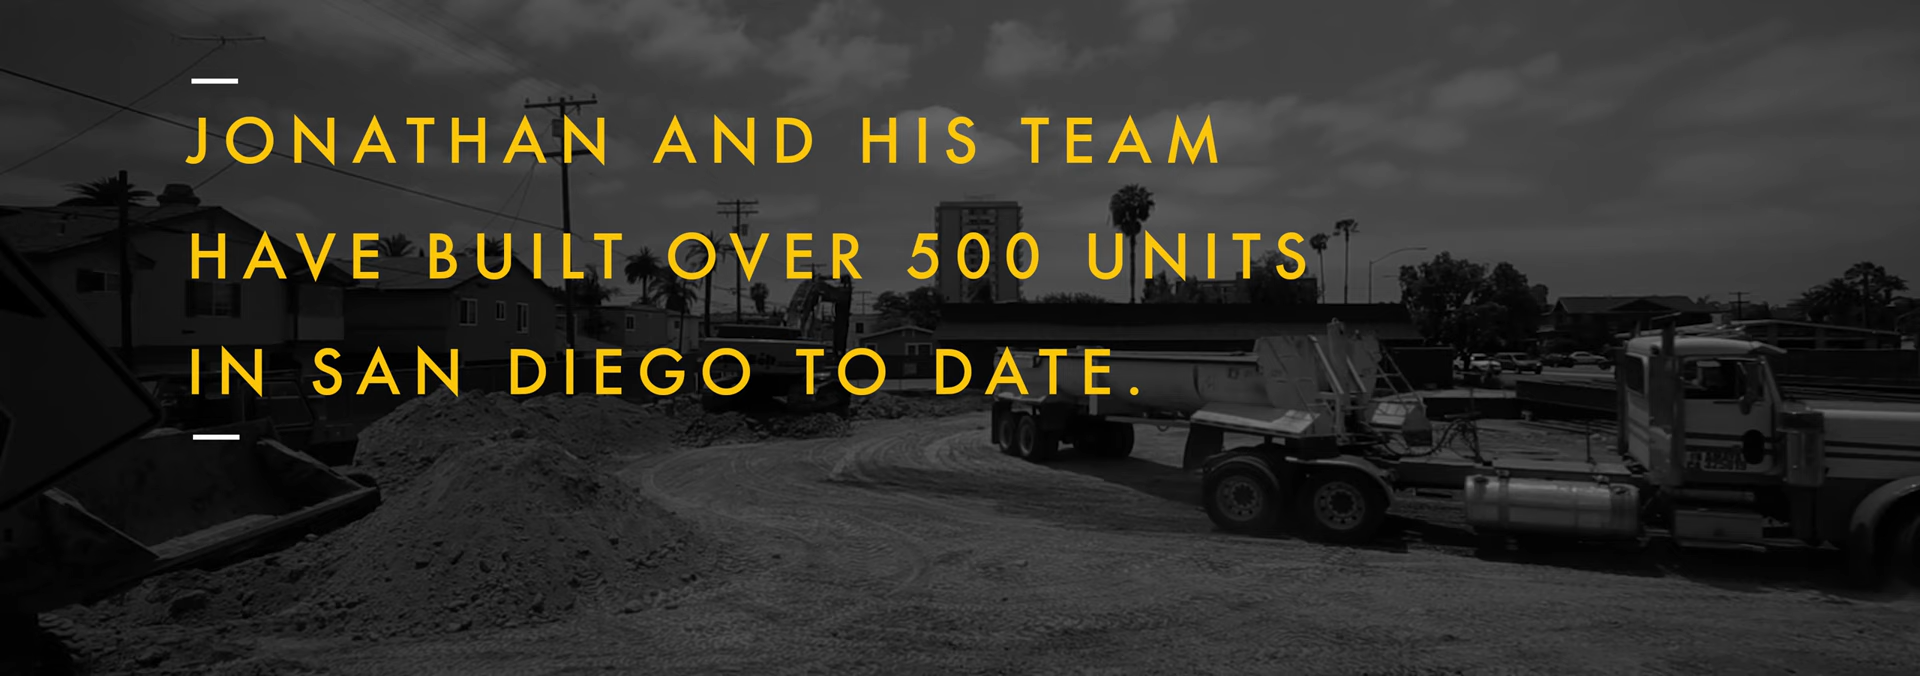 JONATHAN AND HIS TEAM
HAVE BUILT OVER 500 UNITS
IN SAN DIEGO TO DATE.